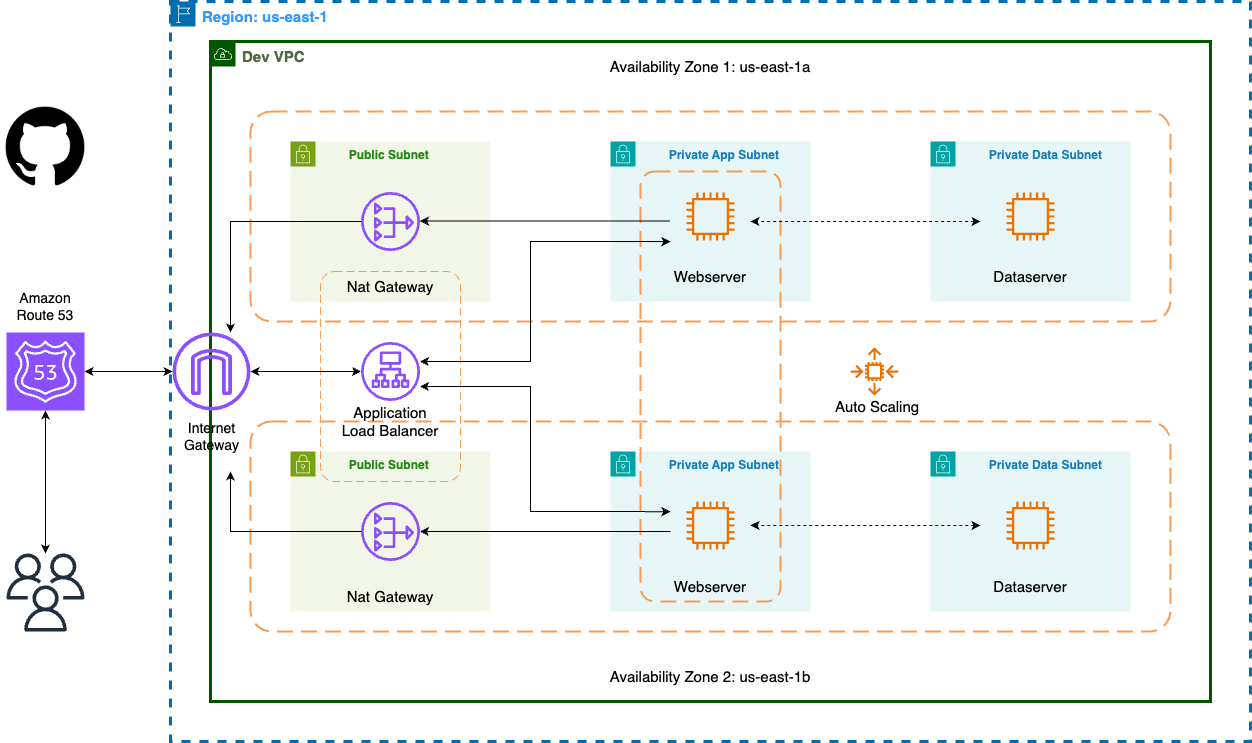 Region: us-east-1
Dev VPC
Availability Zone 1: us-east-1a
Public Subnet
Private App Subnet
Private Data Subnet
Nat Gateway
Webserver
Dataserver
Amazon
Route 53
53
Internet
Gateway
Application
Load Balancer
Auto Scaling
Public Subnet
Private App Subnet
Private Data Subnet
Nat Gateway
Webserver
Dataserver
Availability Zone 2: us-east-1b